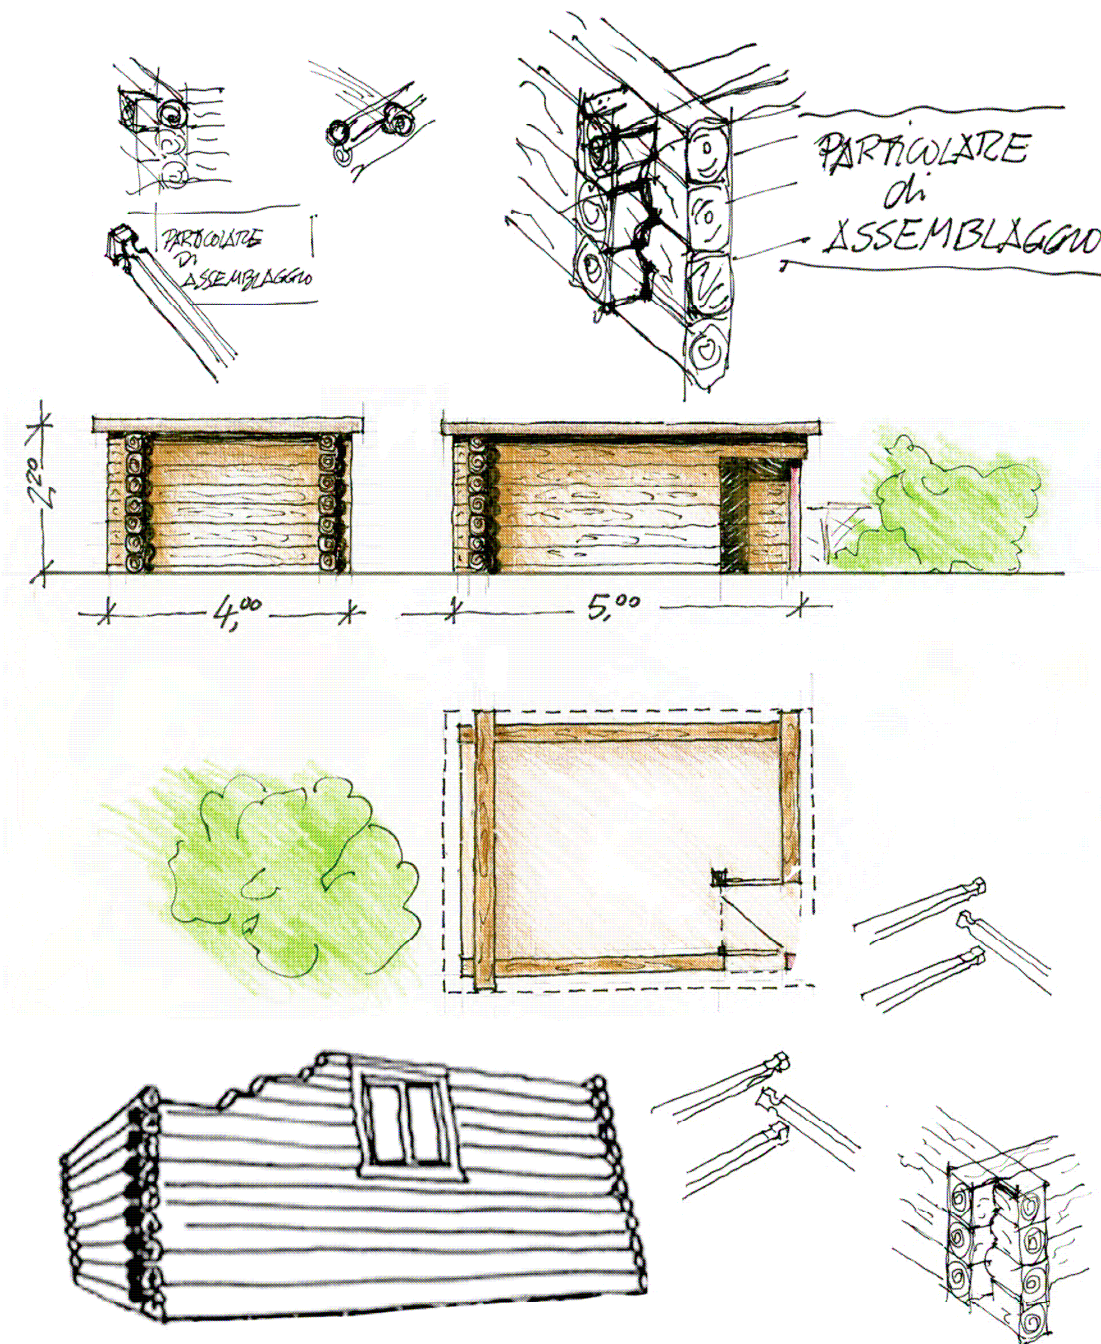 PARTICOLARE
di
ASSEMBLAGGIO
PARTICOLARE
DI
ASSEMBLAGGIO
2,20
4,00
5,00